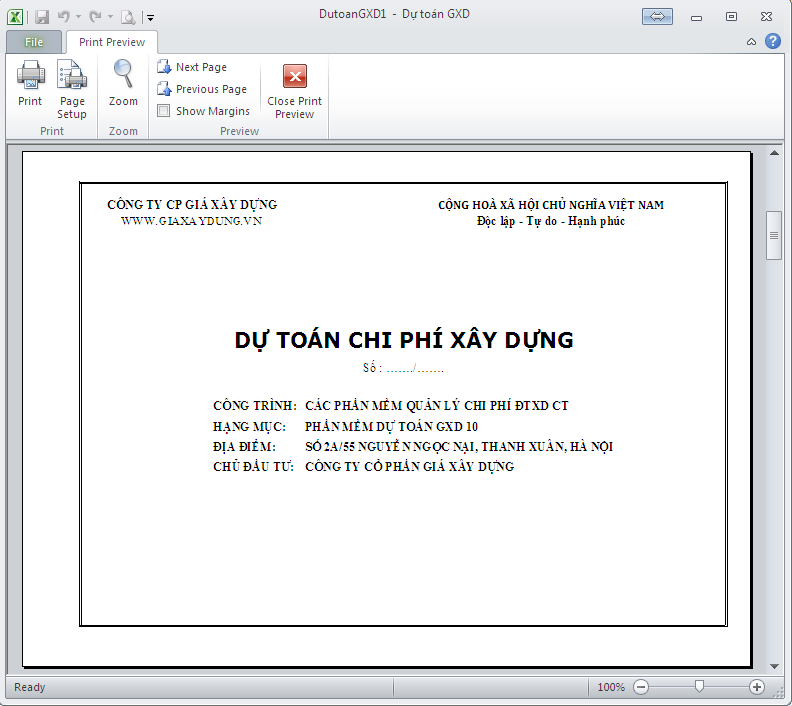 DutoanGXD1 - Dự toán GXD
File
Print Preview
Print
Page Setup
Zoom
Next Page
Previous Page
Show Margins
Close Print Preview
Print
Zoom
Preview
CÔNG TY CP GIÁ XÂY DỰNG
WWW.GIAXAYDUNG.VN
CỘNG HOÀ XÃ HỘI CHỦ NGHĨA VIỆT NAM
Độc lập - Tự do - Hạnh phúc
DỰ TOÁN CHI PHÍ XÂY DỰNG
Số : ......./.......
CÔNG TRÌNH: CÁC PHẦN MỀM QUẢN LÝ CHI PHÍ ĐTXD CT
HẠNG MỤC: PHẦN MỀM DỰ TOÁN GXD 10
ĐỊA ĐIỂM: SỐ 2A/55 NGUYỄN NGỌC NẠI, THANH XUÂN, HÀ NỘI
CHỦ ĐẦU TƯ: CÔNG TY CỔ PHẦN GIÁ XÂY DỰNG
Ready
100%